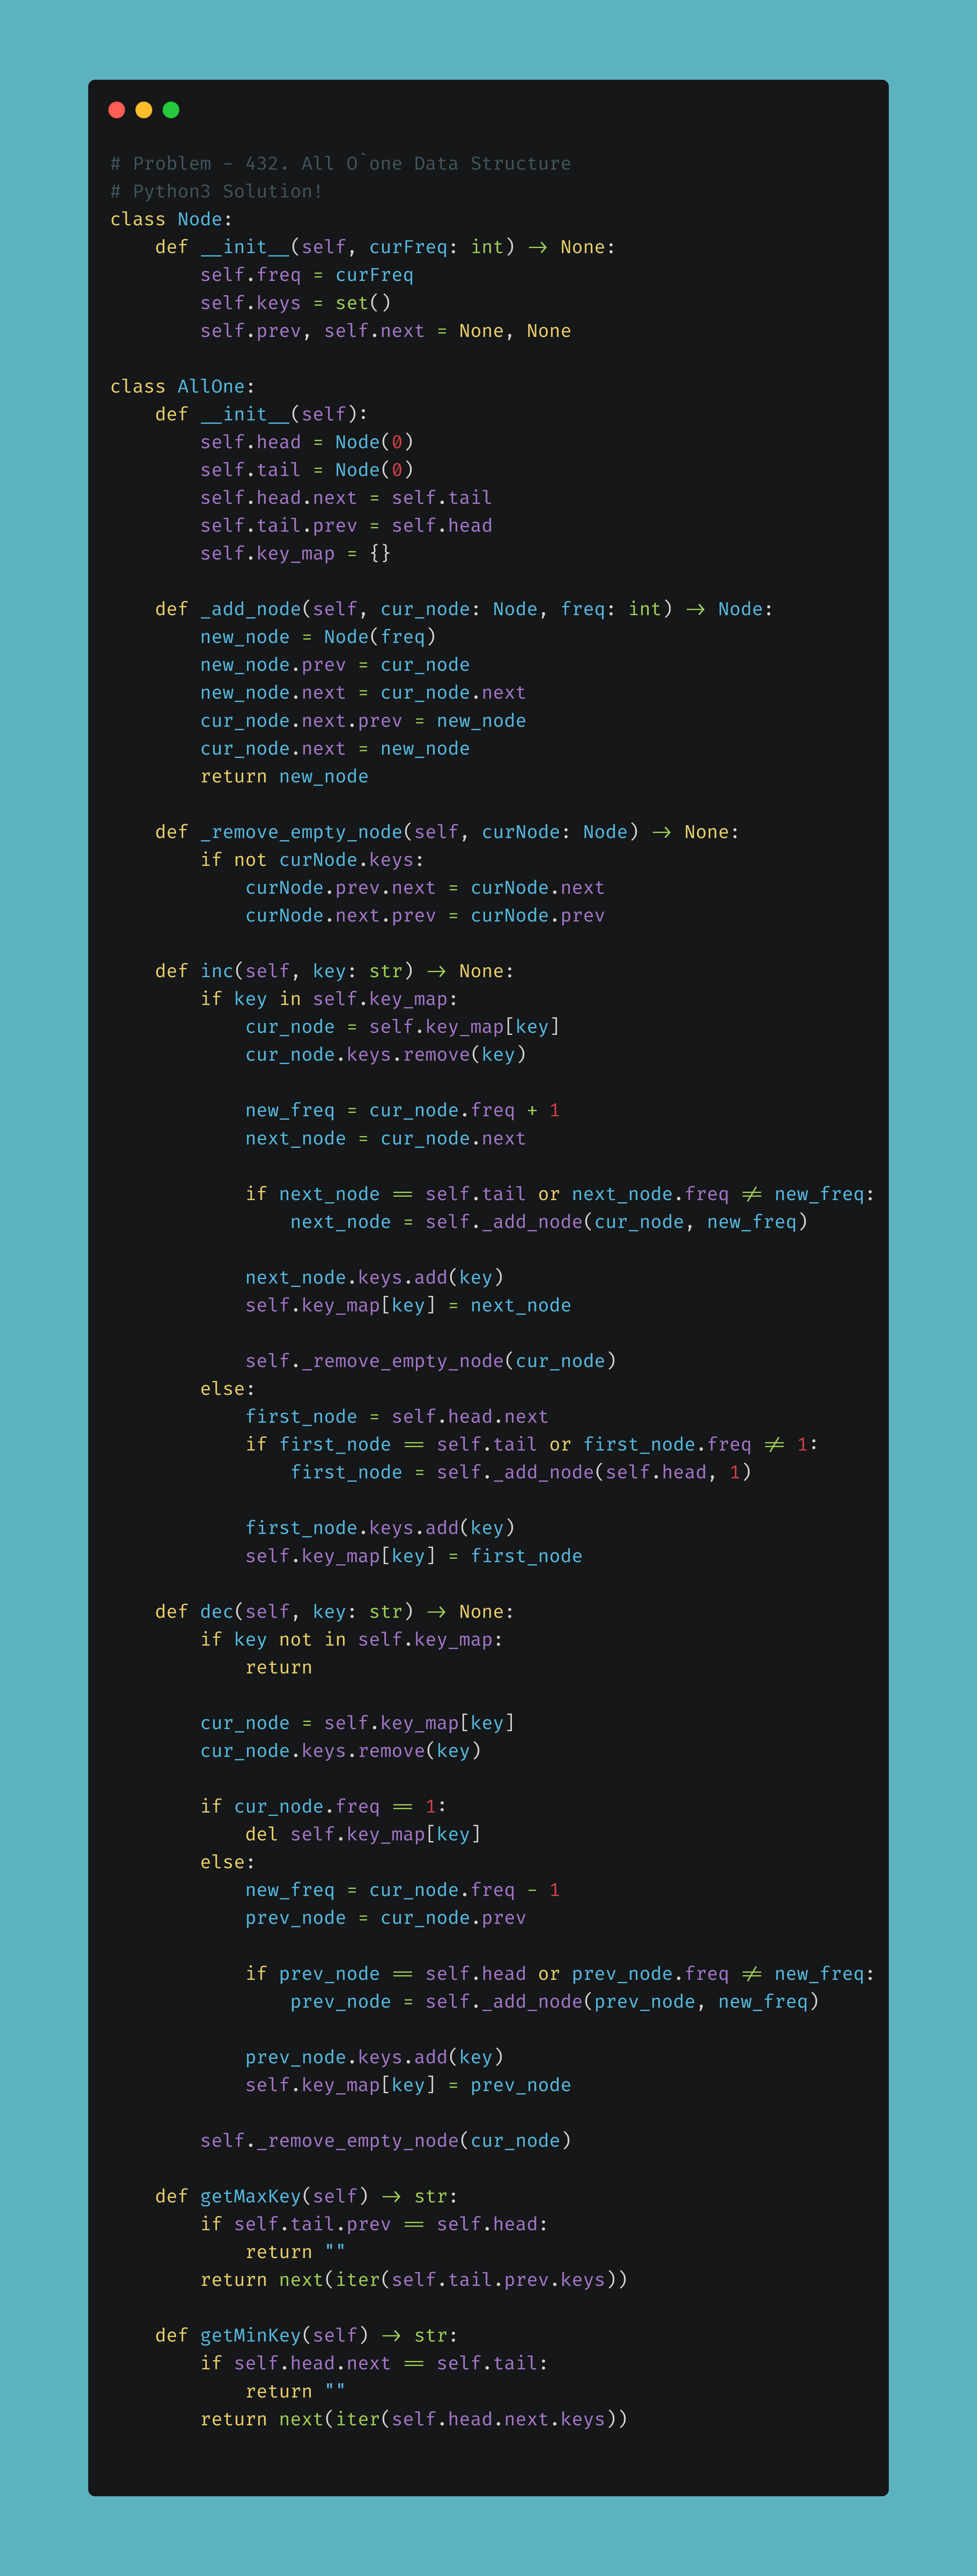 # Problem - 432. All O`one Data Structure
# Python3 Solution!
class Node:
    def __init__(self, curFreq: int) -> None:
        self.freq = curFreq
        self.keys = set()
        self.prev, self.next = None, None

class AllOne:
    def __init__(self):
        self.head = Node(0)
        self.tail = Node(0)
        self.head.next = self.tail
        self.tail.prev = self.head
        self.key_map = {}

    def _add_node(self, cur_node: Node, freq: int) -> Node:
        new_node = Node(freq)
        new_node.prev = cur_node
        new_node.next = cur_node.next
        cur_node.next.prev = new_node
        cur_node.next = new_node
        return new_node

    def _remove_empty_node(self, curNode: Node) -> None:
        if not curNode.keys:
            curNode.prev.next = curNode.next
            curNode.next.prev = curNode.prev

    def inc(self, key: str) -> None:
        if key in self.key_map:
            cur_node = self.key_map[key]
            cur_node.keys.remove(key)

            new_freq = cur_node.freq + 1
            next_node = cur_node.next

            if next_node == self.tail or next_node.freq != new_freq:
                next_node = self._add_node(cur_node, new_freq)

            next_node.keys.add(key)
            self.key_map[key] = next_node

            self._remove_empty_node(cur_node)
        else:
            first_node = self.head.next
            if first_node == self.tail or first_node.freq != 1:
                first_node = self._add_node(self.head, 1)

            first_node.keys.add(key)
            self.key_map[key] = first_node

    def dec(self, key: str) -> None:
        if key not in self.key_map:
            return

        cur_node = self.key_map[key]
        cur_node.keys.remove(key)

        if cur_node.freq == 1:
            del self.key_map[key]
        else:
            new_freq = cur_node.freq - 1
            prev_node = cur_node.prev

            if prev_node == self.head or prev_node.freq != new_freq:
                prev_node = self._add_node(prev_node, new_freq)

            prev_node.keys.add(key)
            self.key_map[key] = prev_node

        self._remove_empty_node(cur_node)

    def getMaxKey(self) -> str:
        if self.tail.prev == self.head:
            return ""
        return next(iter(self.tail.prev.keys))

    def getMinKey(self) -> str:
        if self.head.next == self.tail:
            return ""
        return next(iter(self.head.next.keys))